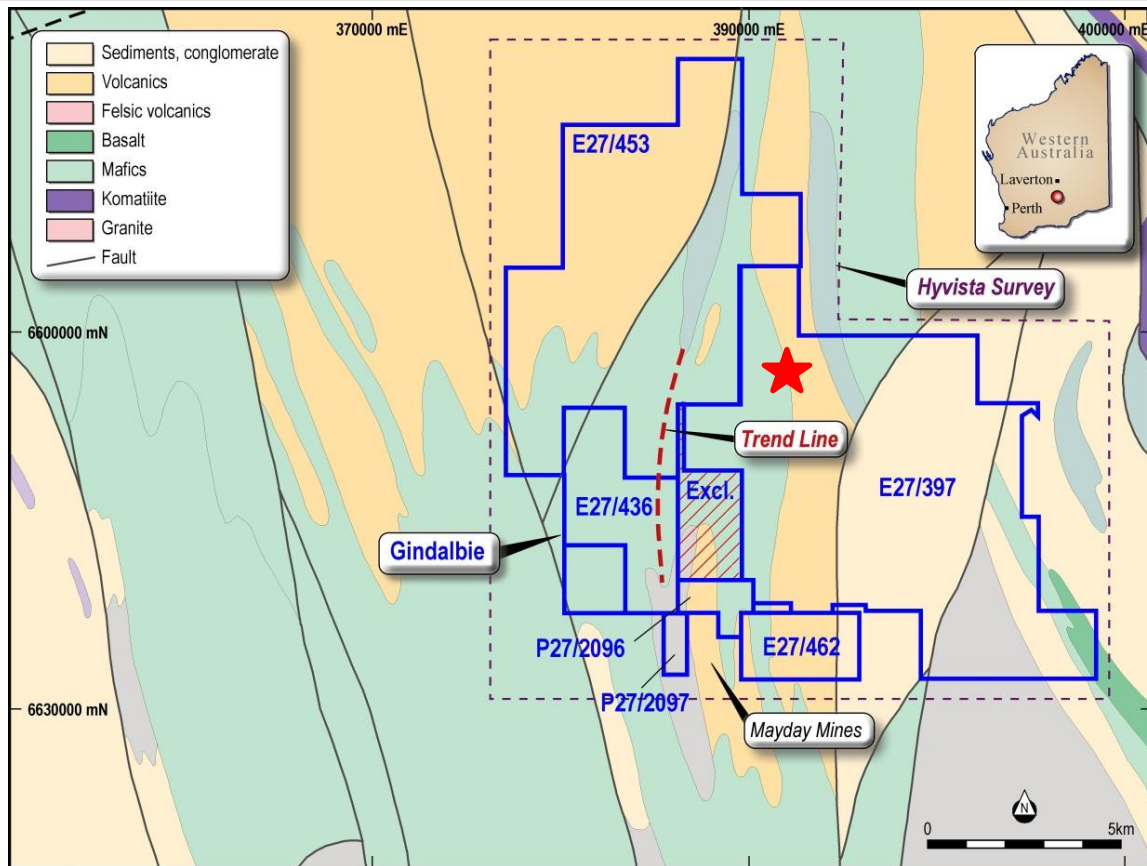 370000 mE
390000 mE
400000 mE
Sediments, conglomerate
Volcanics
Felsic volcanics
Basalt
Mafics
Komatiite
Granite
Fault
Western
Australia
Laverton
Perth
E27/453
Hyvista Survey
6600000 mN
Trend Line
Excl.
E27/397
E27/436
Gindalbie
P27/2096
E27/462
P27/2097
6630000 mN
Mayday Mines
N
0
5km